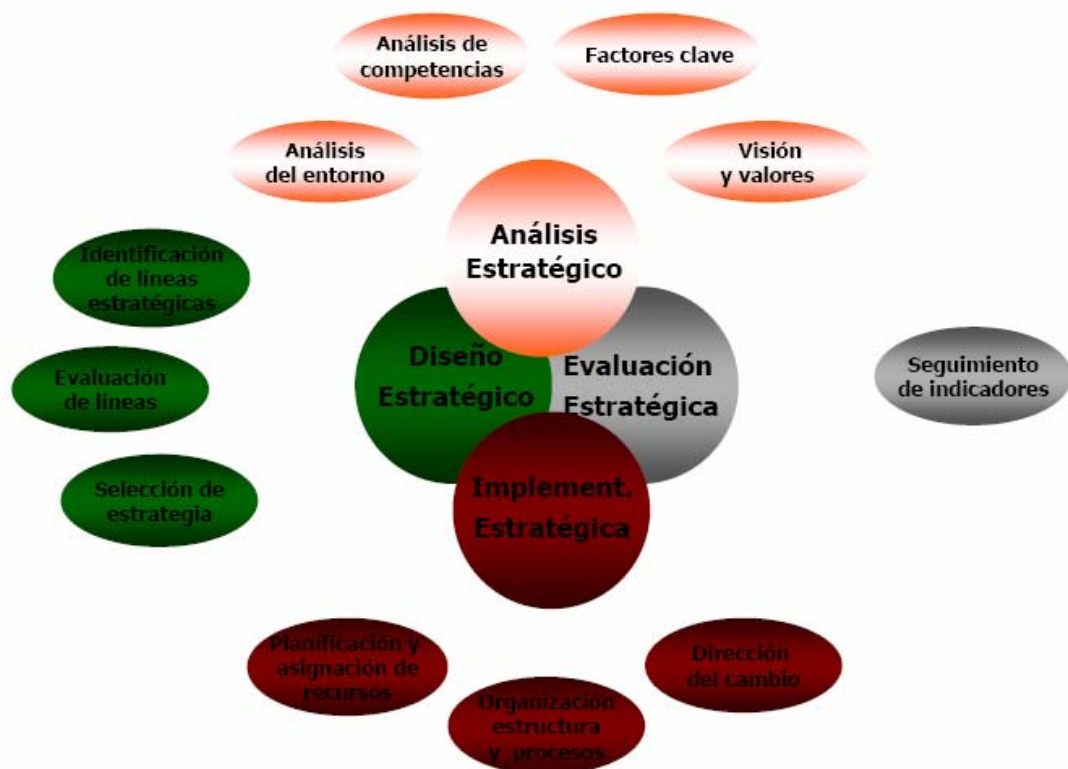 Análisis de
competencias
Factores clave
Análisis
del entorno
Visión
y valores
Análisis
Estratégico
Identificación
de líneas
estratégicas
Evaluación
de líneas
Selección de
estrategia
Diseño
Estratégico
Evaluación
Estratégica
Seguimiento
de indicadores
Implement.
Estratégica
Planificación y
asignación de
recursos
Organización
estructura
y procesos
Dirección
del cambio